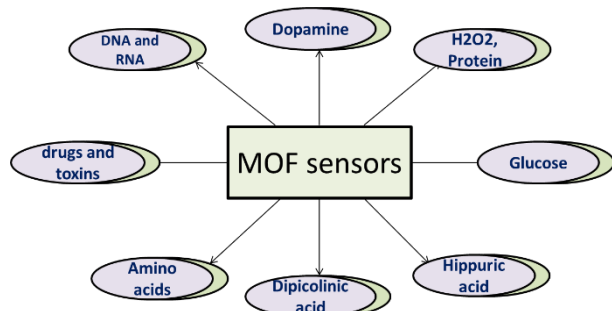 Dopamine
DNA and
RNA
H2O2,
Protein
drugs and
toxins
MOF sensors
Glucose
Amino
acids
Dipicolinic
acid
Hippuric
acid